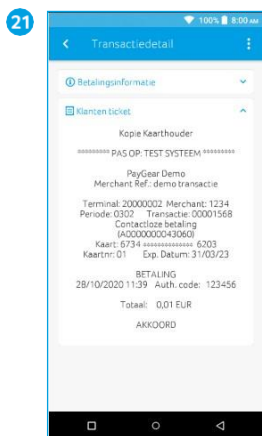 21
100% 8:00 AM
Transactiedetail
Betalingsinformatie
Klanten ticket
Kopie Kaarthouder
********* PAS OP: TEST SYSTEEM *********
PayGear Demo
Merchant Ref.: demo transactie
Terminal: 20000002 Merchant: 1234
Periode: 0302 Transactie: 00001568
Contactloze betaling
(A0000000043060)
Kaart: 6734 ************* 6203
Kaartnr: 01 Exp. Datum: 31/03/23
BETALING
28/10/2020 11:39 Auth. code: 123456
Totaal: 0,01 EUR
AKKOORD